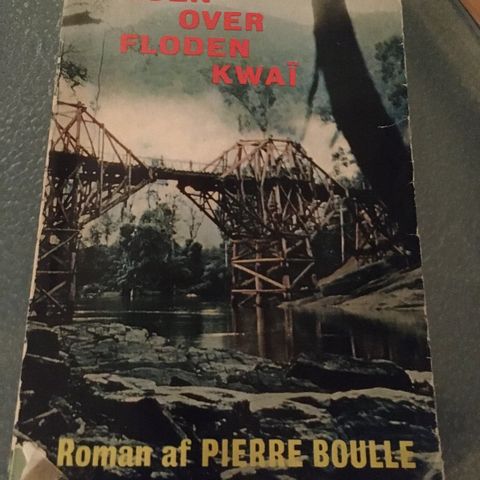 OVER
FLODEN
KWAÏ
Roman af PIERRE BOULLE